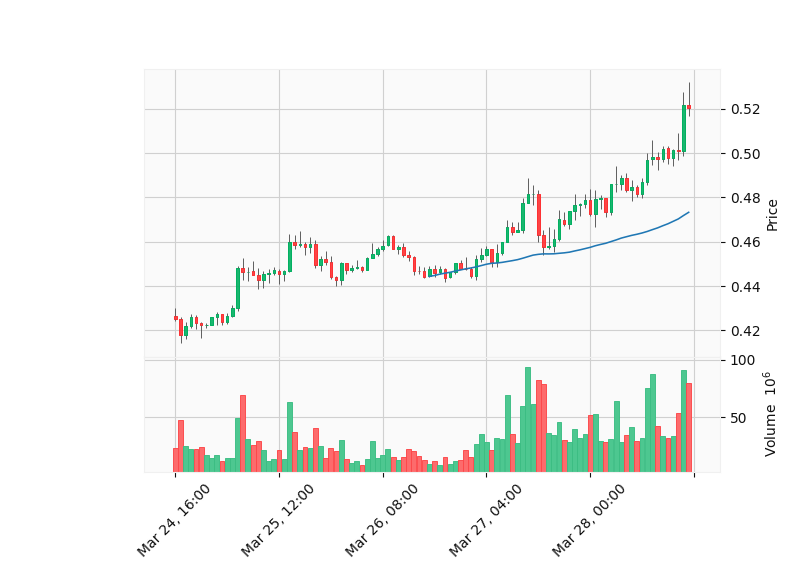 0.52
0.50
0.48
0.46
0.44
0.42
Price
100
50
Volume 10^6
Mar 24, 16:00
Mar 25, 12:00
Mar 26, 08:00
Mar 27, 04:00
Mar 28, 00:00